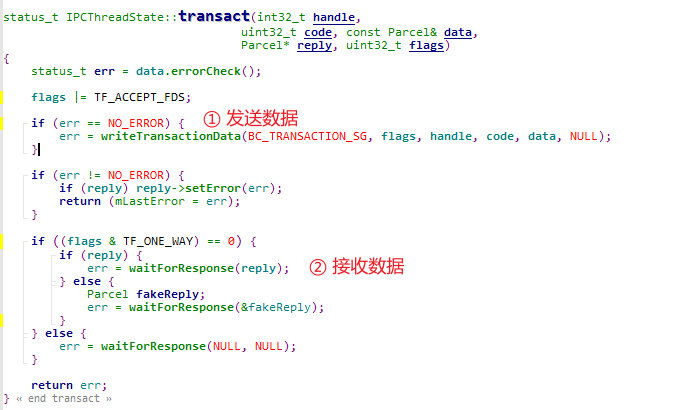 status_t IPCThreadState::transact(int32_t handle,
uint32_t code, const Parcel& data,
Parcel* reply, uint32_t flags)
{
status_t err = data.errorCheck();
flags |= TF_ACCEPT_FDS;
if (err == NO_ERROR) { ① 发送数据
err = writeTransactionData(BC_TRANSACTION_SG, flags, handle, code, data, NULL);
}
if (err != NO_ERROR) {
if (reply) reply->setError(err);
return (mLastError = err);
}
if ((flags & TF_ONE_WAY) == 0) {
if (reply) {
err = waitForResponse(reply); ② 接收数据
} else {
Parcel fakeReply;
err = waitForResponse(&fakeReply);
}
} else {
err = waitForResponse(NULL, NULL);
}
return err;
} « end transact »